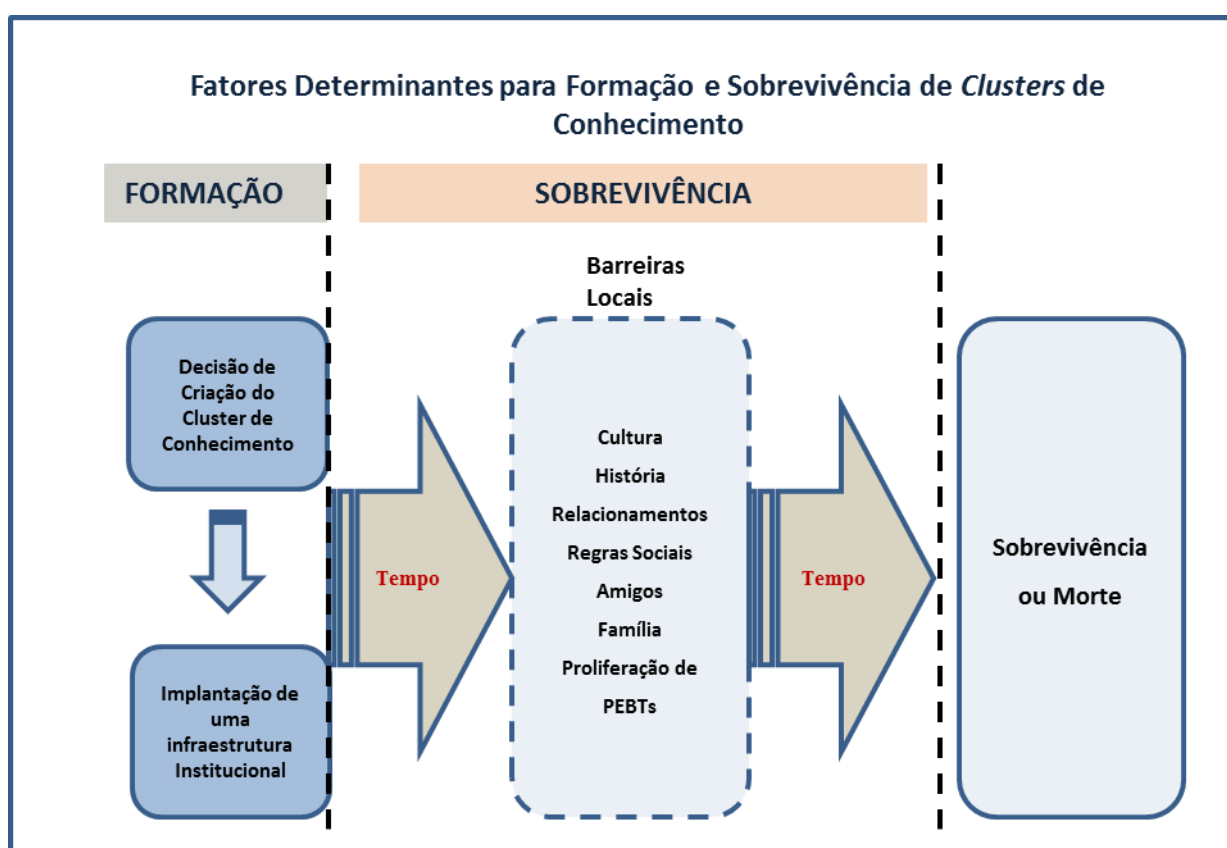 Fatores Determinantes para Formação e Sobrevivência de Clusters de
Conhecimento
FORMAÇÃO
SOBREVIVÊNCIA
Barreiras
Locais
Decisão de
Criação do
Cluster de
Conhecimento
Implantação de
uma
infraestrutura
Institucional
Tempo
Cultura
História
Relacionamentos
Regras Sociais
Amigos
Família
Proliferação de
PEBTs
Tempo
Sobrevivência
ou Morte